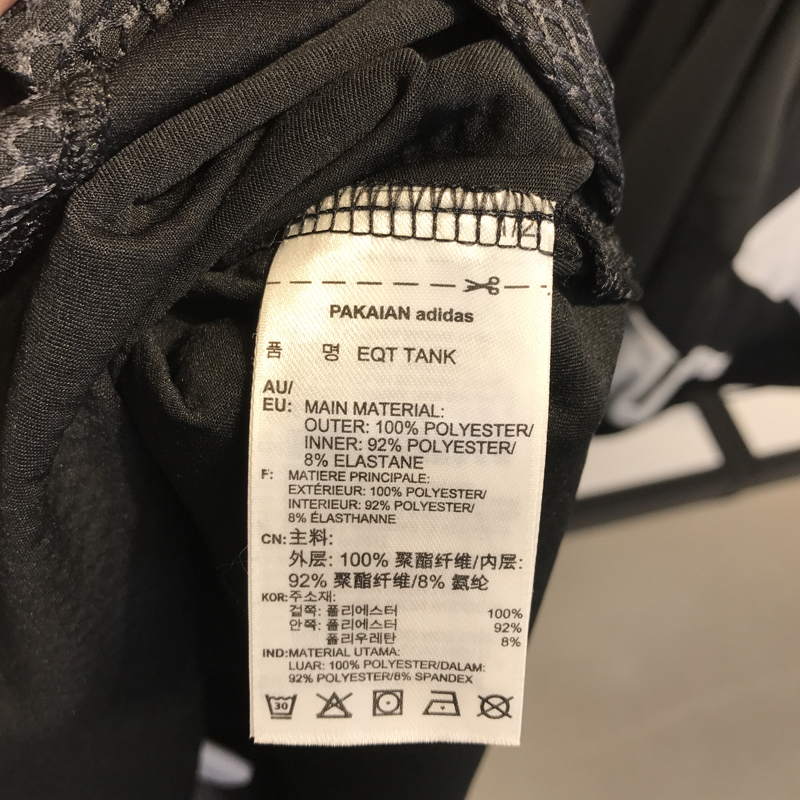 1/2
PAKAIAN adidas
품 명 EQT TANK
AU/
EU: MAIN MATERIAL:
OUTER: 100% POLYESTER/
INNER: 92% POLYESTER/
8% ELASTANE
F: MATIERE PRINCIPALE:
EXTÉRIEUR: 100% POLYESTER/
INTERIEUR: 92% POLYESTER/
8% ÉLASTHANNE
CN: 主料:
外层: 100% 聚酯纤维/内层:
92% 聚酯纤维/8% 氨纶
KOR: 주소재:
겉쪽: 폴리에스터 100%
안쪽: 폴리에스터 92%
폴리우레탄 8%
IND: MATERIAL UTAMA:
LUAR: 100% POLYESTER/DALAM:
92% POLYESTER/8% SPANDEX
30